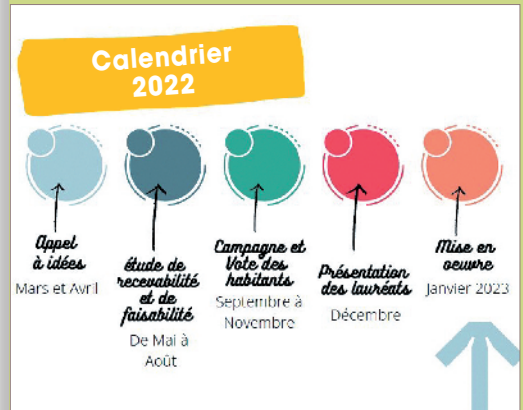 Calendrier
2022
Appel
à idées
Mars et Avril
étude de
recevabilité
et de
faisabilité
De Mai à
Août
Campagne et
Vote des
habitants
Septembre à
Novembre
Présentation
des lauréats
Décembre
Mise en
oeuvre
Janvier 2023